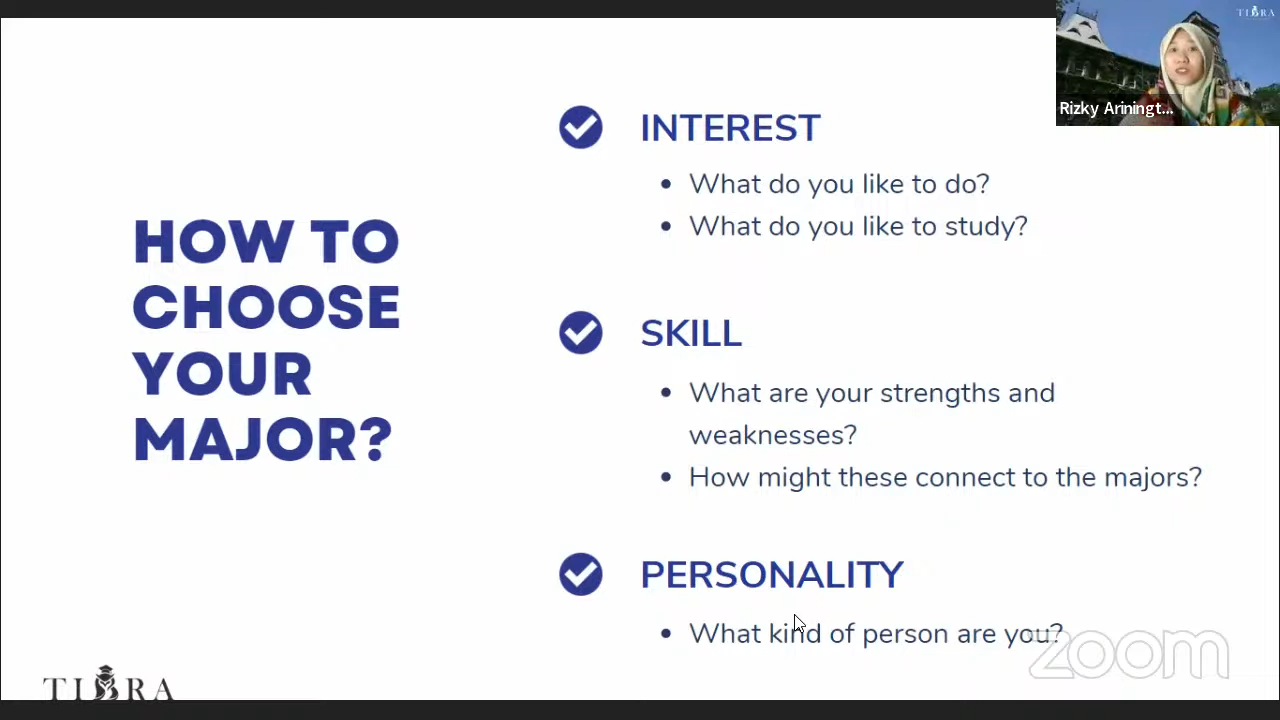 HOW TO
CHOOSE
YOUR
MAJOR?
INTEREST
• What do you like to do?
• What do you like to study?
SKILL
• What are your strengths and
weaknesses?
• How might these connect to the majors?
PERSONALITY
• What kind of person are you?
TIBRA
Rizky Ariningt...
TIBRA
zoom